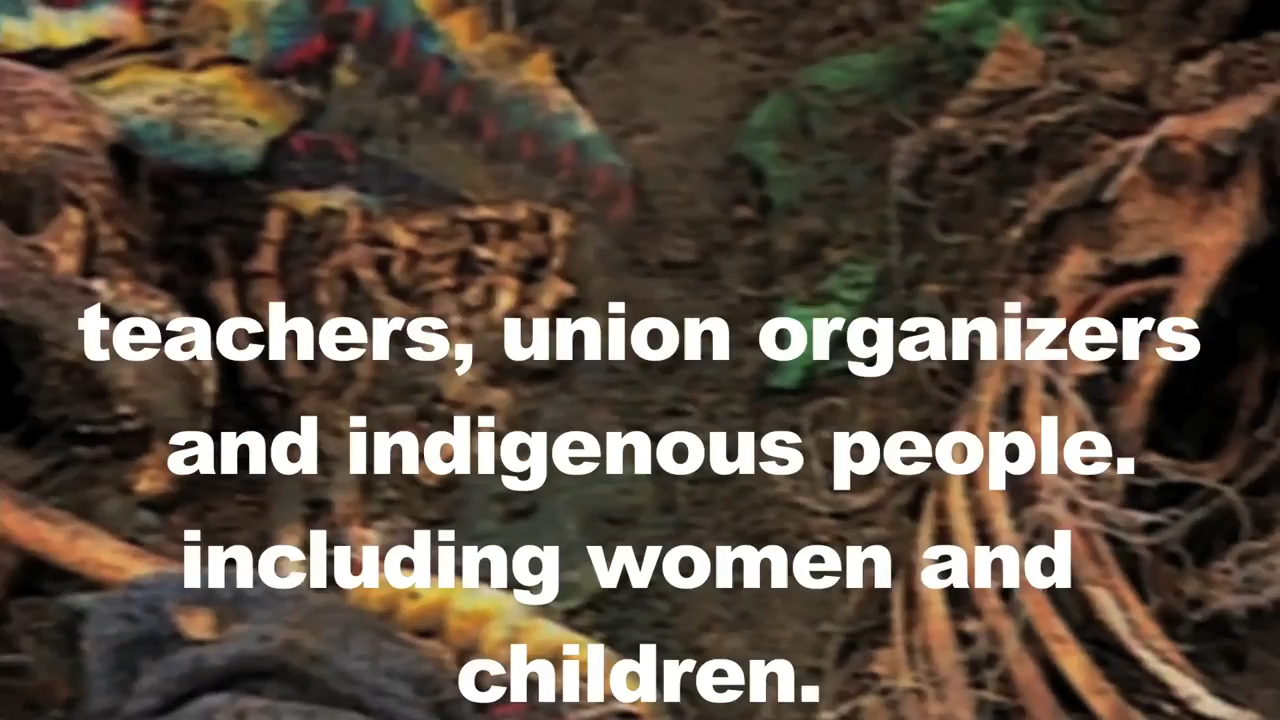 teachers, union organizers
and indigenous people.
including women and
children.